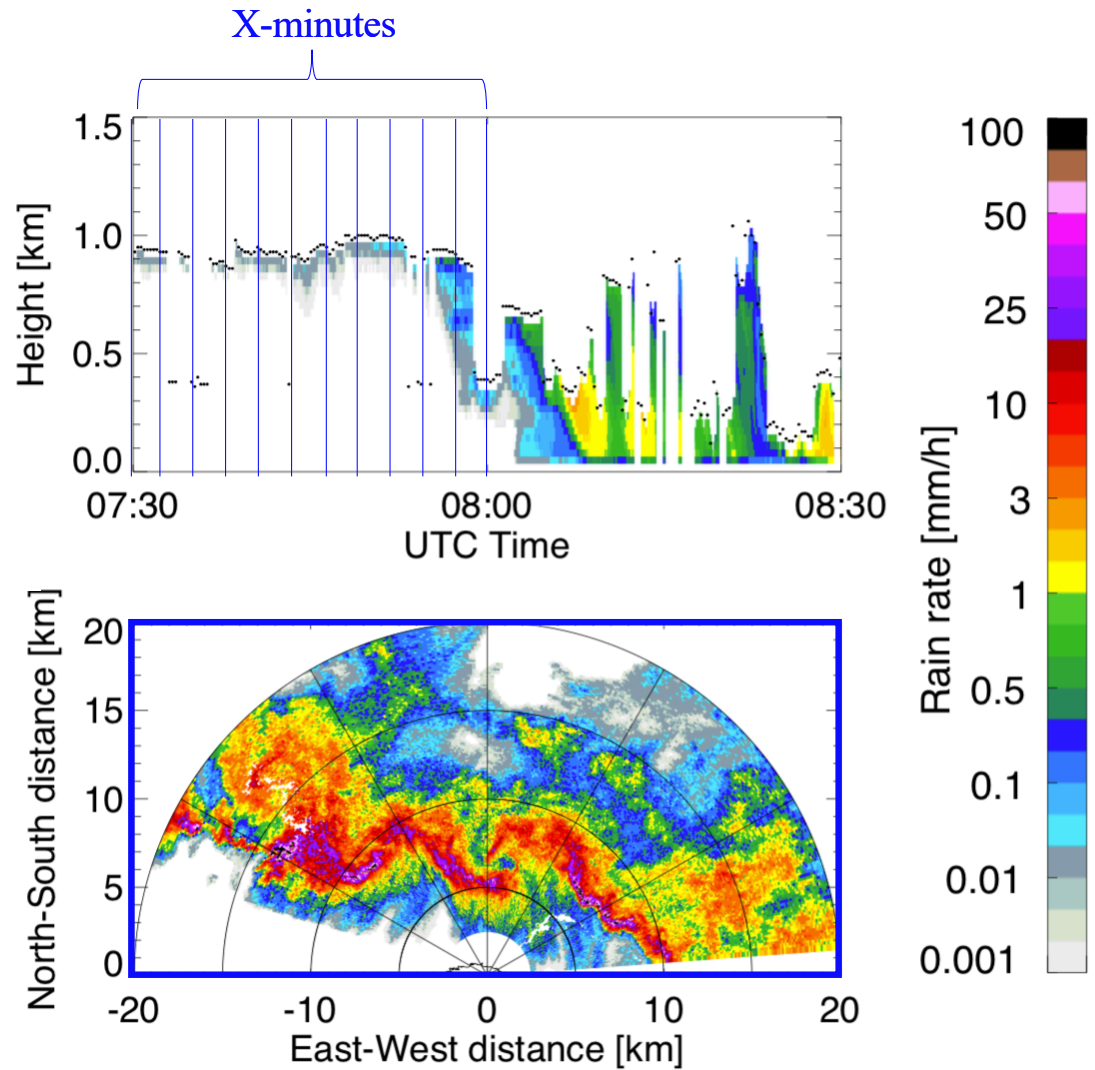 X-minutes
1.5
1.0
0.5
0.0
Height [km]
07:30 08:00 08:30
UTC Time
20
15
10
5
0
North-South distance [km]
-20 -10 0 10 20
East-West distance [km]
100
50
25
10
3
1
0.5
0.1
0.01
0.001
Rain rate [mm/h]